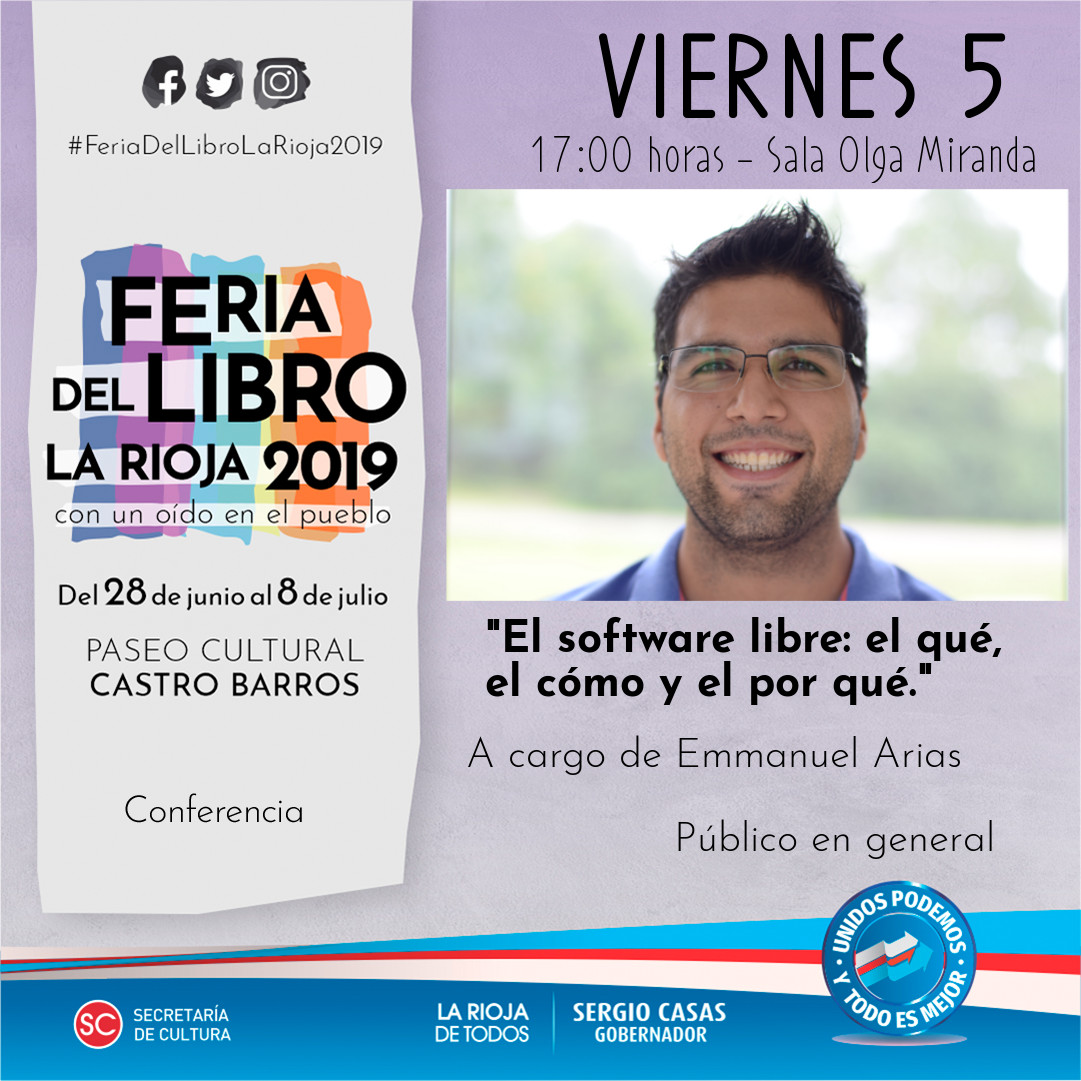 #FeriaDelLibroLaRioja2019
FERIA
DEL LIBRO
LA RIOJA 2019
con un oído en el pueblo
Del 28 de junio al 8 de julio
PASEO CULTURAL
CASTRO BARROS
Conferencia
VIERNES 5
17:00 horas - Sala Olga Miranda
"El software libre: el qué,
el cómo y el por qué."
A cargo de Emmanuel Arias
Público en general
· UNIDOS PODEMOS ·
Y TODO ES MEJOR
SC
SECRETARÍA
DE CULTURA
LA RIOJA
DE TODOS
SERGIO CASAS
GOBERNADOR